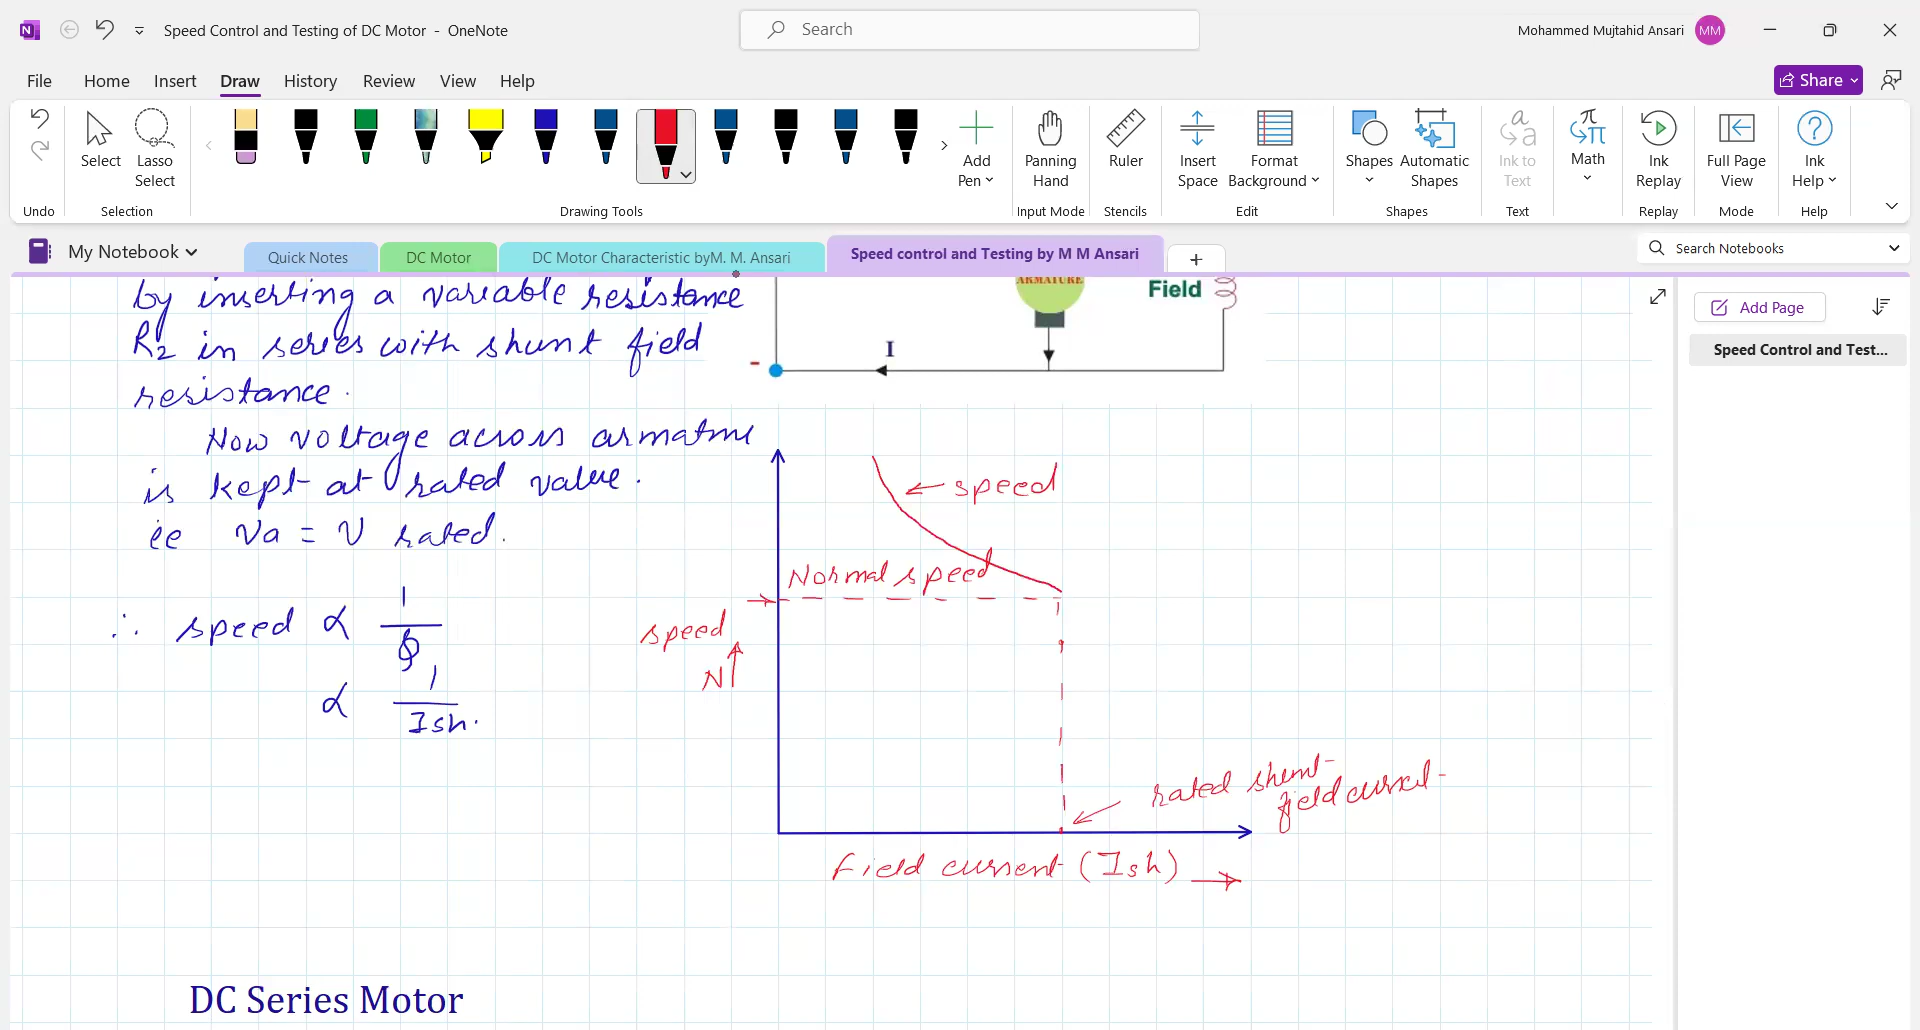 Speed Control and Testing of DC Motor - OneNote
Search
Mohammed Mujtahid Ansari MM
File Home Insert Draw History Review View Help
Share
Select
Lasso Select
Add Pen
Panning Hand
Ruler
Insert Space
Format Background
Shapes
Automatic Shapes
Ink to Text
Math
Ink Replay
Full Page View
Ink Help
Undo Selection Drawing Tools Input Mode Stencils Edit Shapes Text Replay Mode Help
My Notebook
Quick Notes
DC Motor
DC Motor Characteristic byM. M. Ansari
Speed control and Testing by M M Ansari
Search Notebooks
Add Page
Speed Control and Test...
by inserting a variable resistance
R2 in series with shunt field
resistance.
Now voltage across armature
is kept at rated value.
ie Va = V rated.
∴ speed ∝ 1/Φ
∝ 1/Ish.
ARMATURE
Field
I
-
speed
Normal speed
speed
N
rated shunt
field current
Field current (Ish)
DC Series Motor